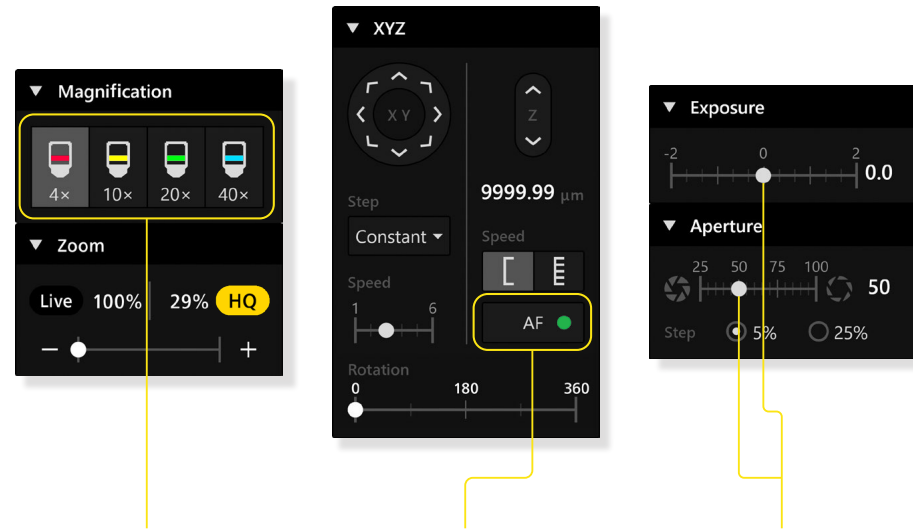 Magnification
4× 10× 20× 40×
Zoom
Live 100% 29% HQ
− +
XYZ
X Y
Z
9999.99 µm
Step
Constant
Speed
1 6
Speed
AF
Rotation
0 180 360
Exposure
-2 0 2
0.0
Aperture
25 50 75 100
50
Step 5% 25%